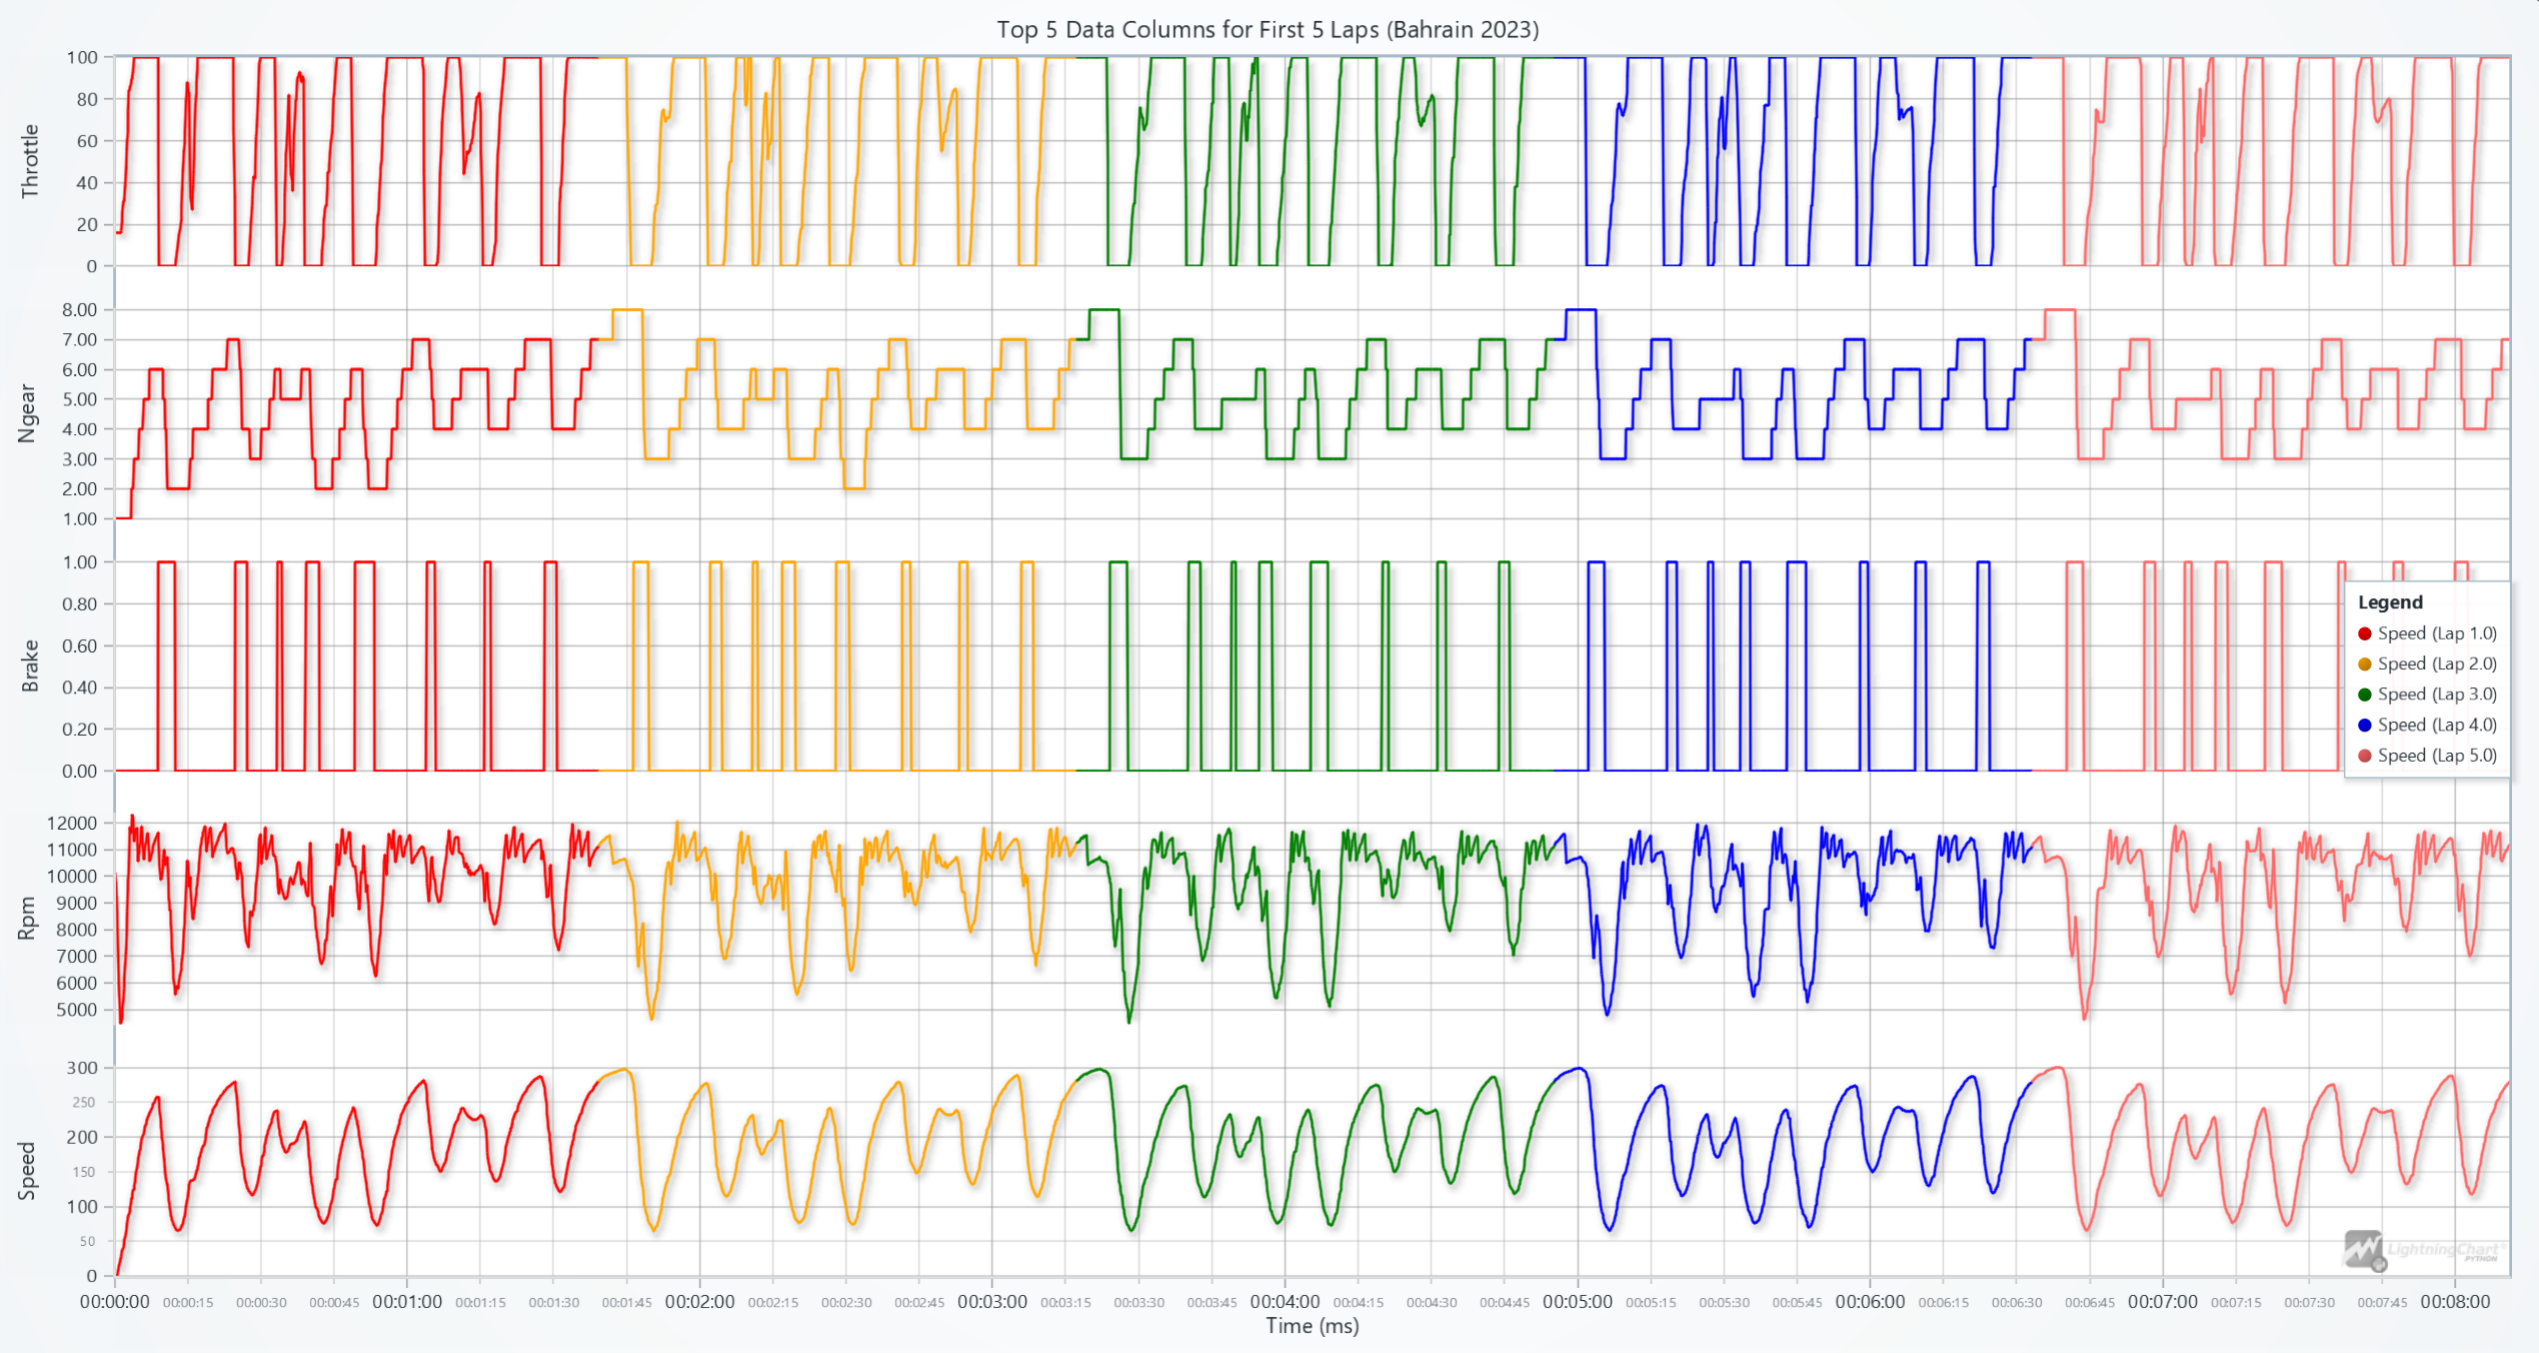 Top 5 Data Columns for First 5 Laps (Bahrain 2023)
Throttle
100
80
60
40
20
0
Ngear
8.00
7.00
6.00
5.00
4.00
3.00
2.00
1.00
Brake
1.00
0.80
0.60
0.40
0.20
0.00
Legend
Speed (Lap 1.0)
Speed (Lap 2.0)
Speed (Lap 3.0)
Speed (Lap 4.0)
Speed (Lap 5.0)
Rpm
12000
11000
10000
9000
8000
7000
6000
5000
Speed
300
250
200
150
100
50
0
LightningChart®
PYTHON
00:00:00 00:00:15 00:00:30 00:00:45 00:01:00 00:01:15 00:01:30 00:01:45 00:02:00 00:02:15 00:02:30 00:02:45 00:03:00 00:03:15 00:03:30 00:03:45 00:04:00 00:04:15 00:04:30 00:04:45 00:05:00 00:05:15 00:05:30 00:05:45 00:06:00 00:06:15 00:06:30 00:06:45 00:07:00 00:07:15 00:07:30 00:07:45 00:08:00
Time (ms)